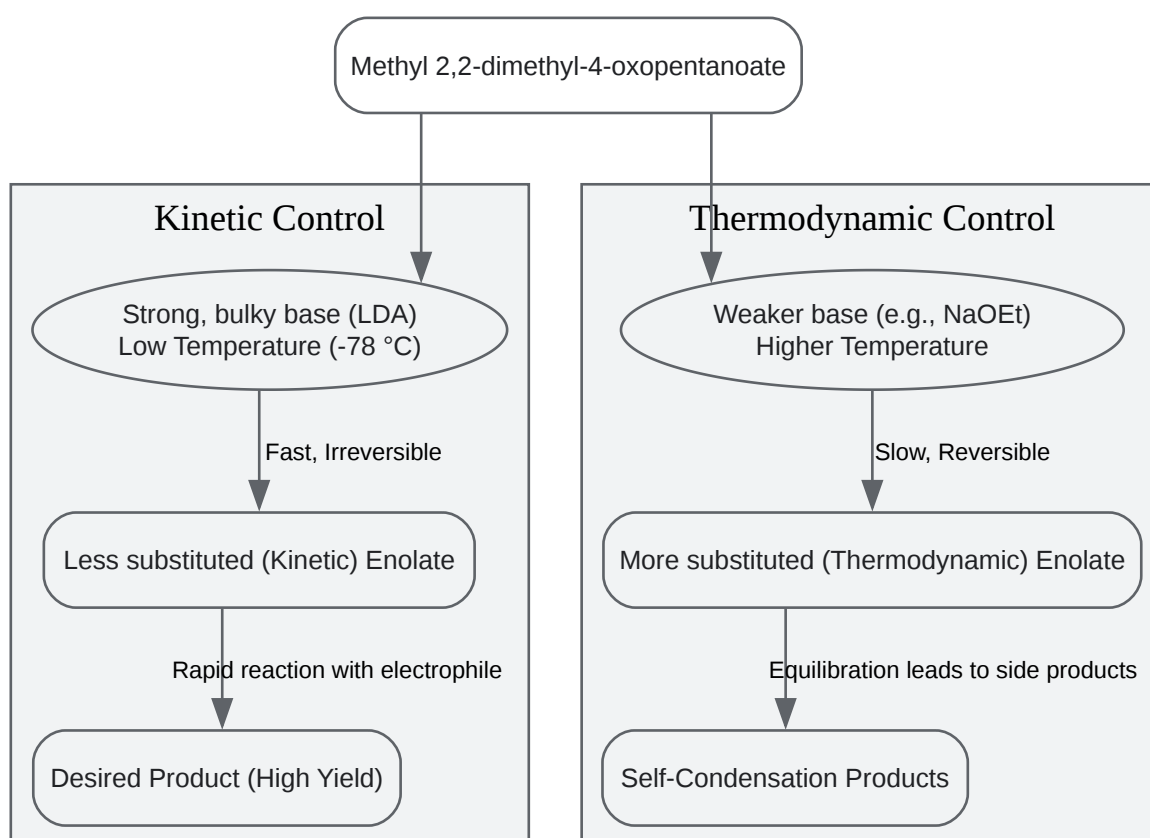 Methyl 2,2-dimethyl-4-oxopentanoate
Kinetic Control
Strong, bulky base (LDA)
Low Temperature (-78 °C)
Fast, Irreversible
Less substituted (Kinetic) Enolate
Rapid reaction with electrophile
Desired Product (High Yield)
Thermodynamic Control
Weaker base (e.g., NaOEt)
Higher Temperature
Slow, Reversible
More substituted (Thermodynamic) Enolate
Equilibration leads to side products
Self-Condensation Products